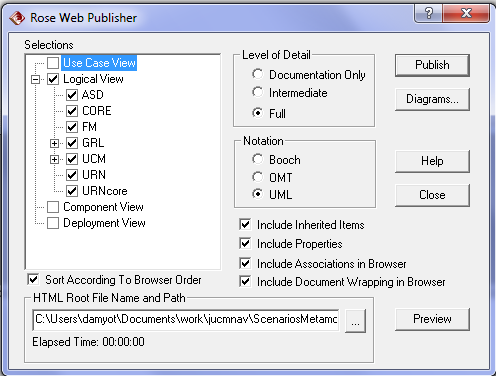 Rose Web Publisher
Selections
Use Case View
Logical View
ASD
CORE
FM
GRL
UCM
URN
URNcore
Component View
Deployment View
Sort According To Browser Order
Level of Detail
Documentation Only
Intermediate
Full
Notation
Booch
OMT
UML
Include Inherited Items
Include Properties
Include Associations in Browser
Include Document Wrapping in Browser
Publish
Diagrams...
Help
Close
HTML Root File Name and Path
C:\Users\damyot\Documents\work\jucmnav\ScenariosMetamo
...
Elapsed Time: 00:00:00
Preview